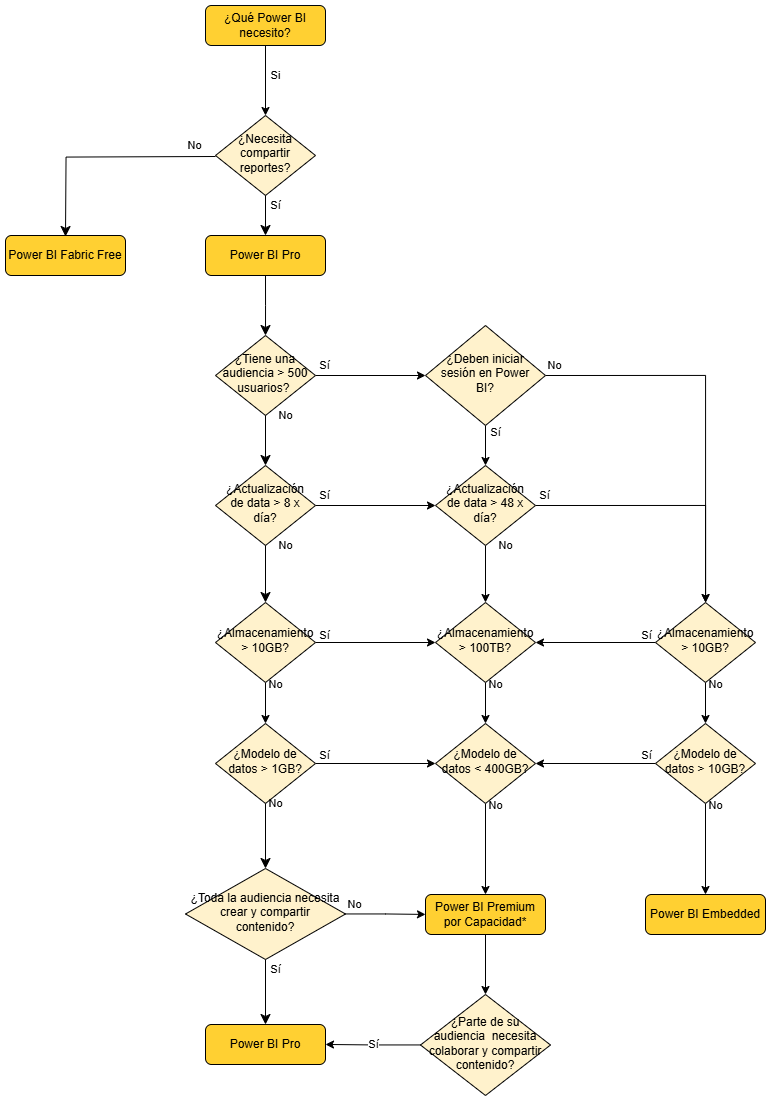 ¿Qué Power BI
necesito?
Si
¿Necesita
compartir
reportes?
No
Sí
Power BI Fabric Free
Power BI Pro
¿Tiene una
audiencia > 500
usuarios?
Sí
No
¿Deben iniciar
sesión en Power
BI?
No
Sí
¿Actualización
de data > 8 x
día?
Sí
No
¿Actualización
de data > 48 x
día?
Sí
No
¿Almacenamiento
> 10GB?
Sí
No
¿Almacenamiento
> 100TB?
No
Sí
¿Almacenamiento
> 10GB?
No
¿Modelo de
datos > 1GB?
Sí
No
¿Modelo de
datos < 400GB?
No
Sí
¿Modelo de
datos > 10GB?
No
¿Toda la audiencia necesita
crear y compartir
contenido?
No
Sí
Power BI Premium
por Capacidad*
Power BI Embedded
Power BI Pro
Sí
¿Parte de su
audiencia necesita
colaborar y compartir
contenido?